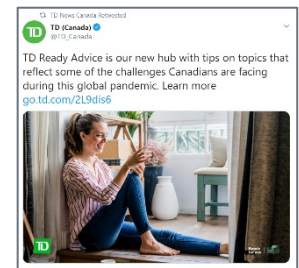 TD News Canada Retweeted
TD
TD (Canada)
@TD_Canada
TD Ready Advice is our new hub with tips on topics that
reflect some of the challenges Canadians are facing
during this global pandemic. Learn more
go.td.com/2L9dis6
TD